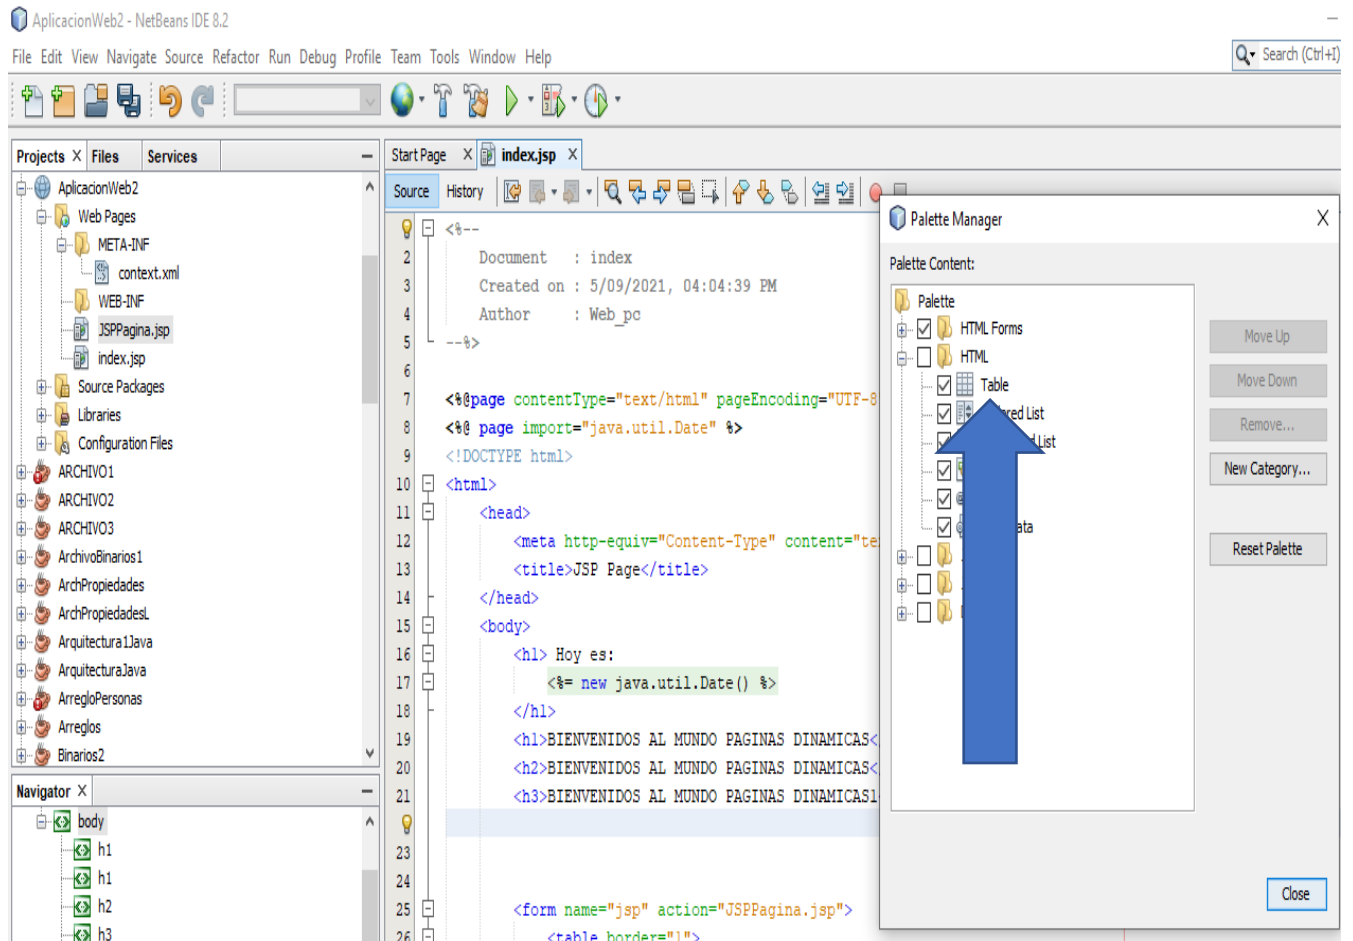 AplicacionWeb2 - NetBeans IDE 8.2
File Edit View Navigate Source Refactor Run Debug Profile Team Tools Window Help
Search (Ctrl+I)
Projects X Files Services
AplicacionWeb2
Web Pages
META-INF
context.xml
WEB-INF
JSPPagina.jsp
index.jsp
Source Packages
Libraries
Configuration Files
ARCHIVO1
ARCHIVO2
ARCHIVO3
ArchivoBinarios1
ArchPropiedades
ArchPropiedadesL
Arquitectura1Java
ArquitecturaJava
ArregloPersonas
Arreglos
Binarios2
Navigator X
body
h1
h1
h2
h3
Start Page X index.jsp X
Source History
<%--
2 Document : index
3 Created on : 5/09/2021, 04:04:39 PM
4 Author : Web_pc
5 --%>
6
7 <%@page contentType="text/html" pageEncoding="UTF-8
8 <%@ page import="java.util.Date" %>
9 <!DOCTYPE html>
10 <html>
11 <head>
12 <meta http-equiv="Content-Type" content="te
13 <title>JSP Page</title>
14 </head>
15 <body>
16 <h1> Hoy es:
17 <%= new java.util.Date() %>
18 </h1>
19 <h1>BIENVENIDOS AL MUNDO PAGINAS DINAMICAS<
20 <h2>BIENVENIDOS AL MUNDO PAGINAS DINAMICAS<
21 <h3>BIENVENIDOS AL MUNDO PAGINAS DINAMICAS1
23
24
25 <form name="jsp" action="JSPPagina.jsp">
26 <table border="1">
Palette Manager X
Palette Content:
Palette
HTML Forms
HTML
Table
List
List
Move Up
Move Down
Remove...
New Category...
Reset Palette
Close